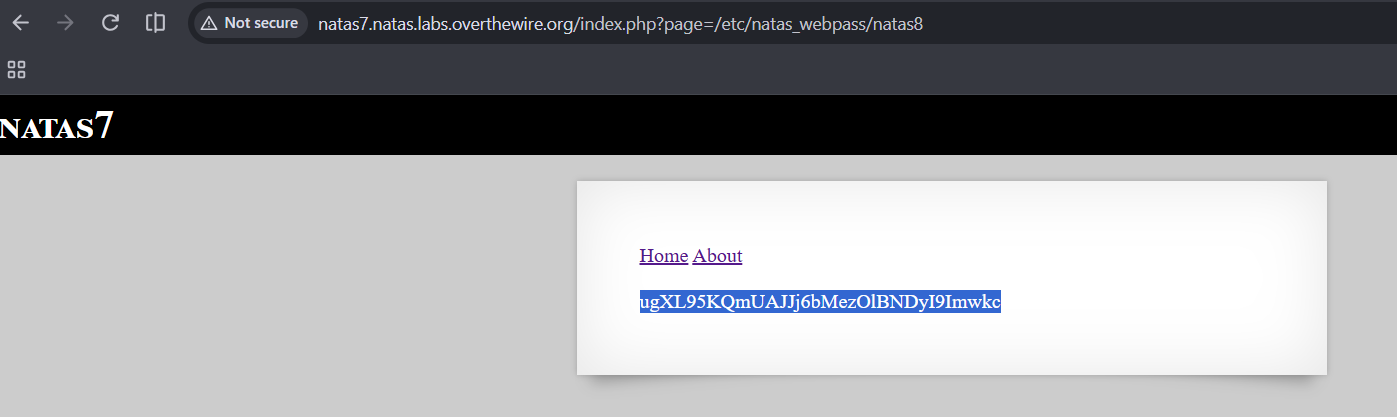 Not secure natas7.natas.labs.overthewire.org/index.php?page=/etc/natas_webpass/natas8
NATAS7
Home About
ugXL95KQmUAJJj6bMezOlBNDyI9Imwkc